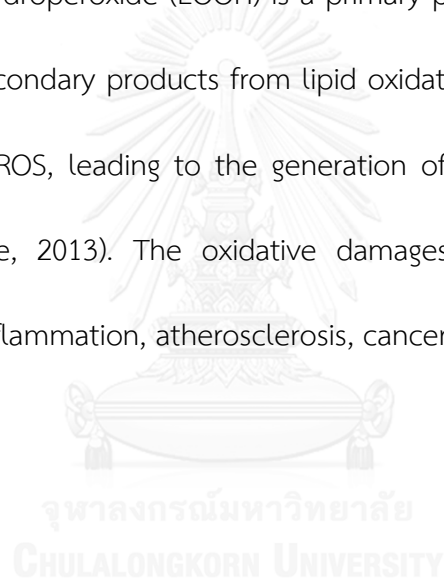 droperoxide (LOOH) is a primary p
condary products from lipid oxidat
ROS, leading to the generation of
e, 2013). The oxidative damages
flammation, atherosclerosis, cancer
จุฬาลงกรณ์มหาวิทยาลัย
CHULALONGKORN UNIVERSITY